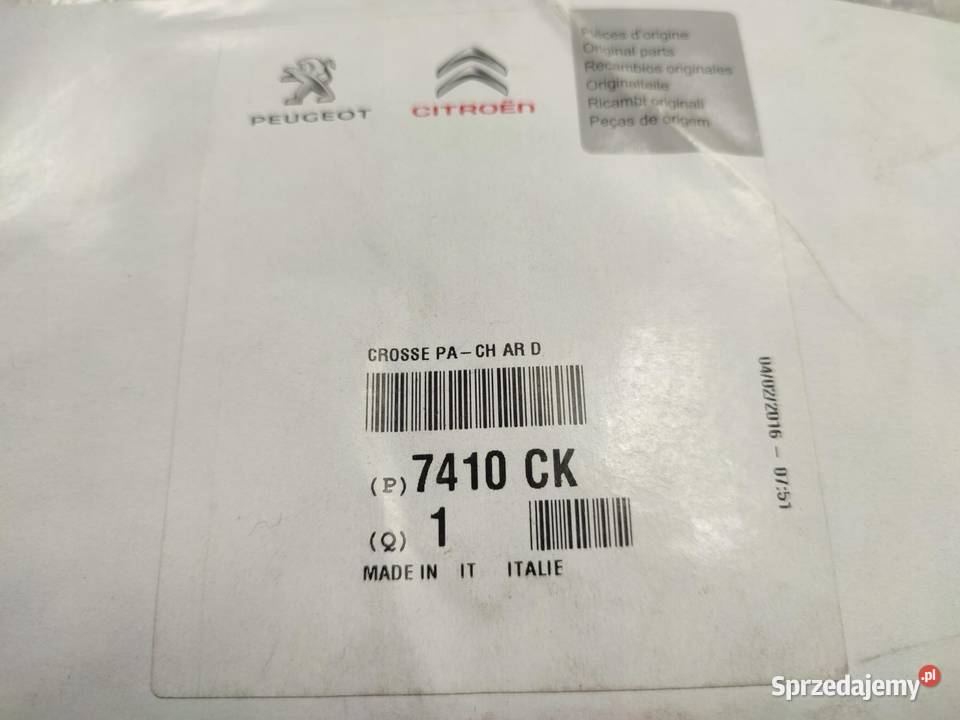 PEUGEOT
CITROËN
Pièces d'origine
Original parts
Recambios originales
Originalteile
Ricambi originali
Peças de origem
CROSSE PA-CH AR D
(P) 7410 CK
(Q) 1
MADE IN IT ITALIE
04/02/2016 - 07:51
Sprzedajemy.pl